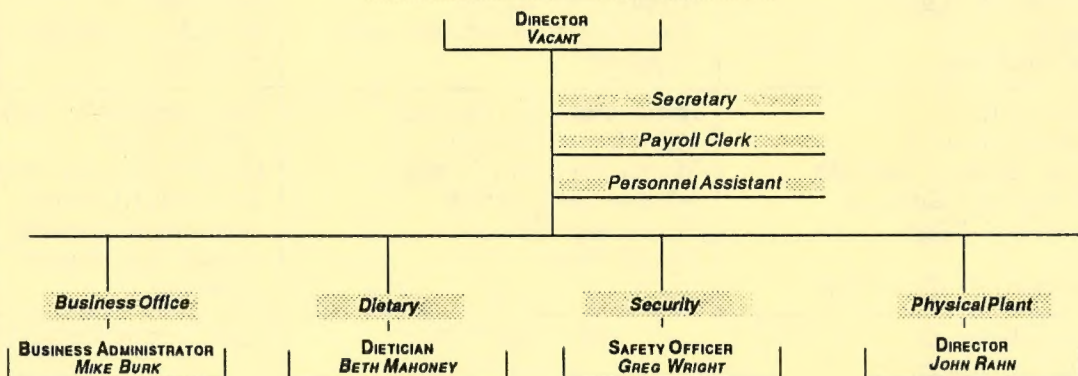 DIRECTOR
VACANT
Secretary
Payroll Clerk
Personnel Assistant
Business Office
Dietary
Security
Physical Plant
BUSINESS ADMINISTRATOR
MIKE BURK
DIETICIAN
BETH MAHONEY
SAFETY OFFICER
GREG WRIGHT
DIRECTOR
JOHN RAHN